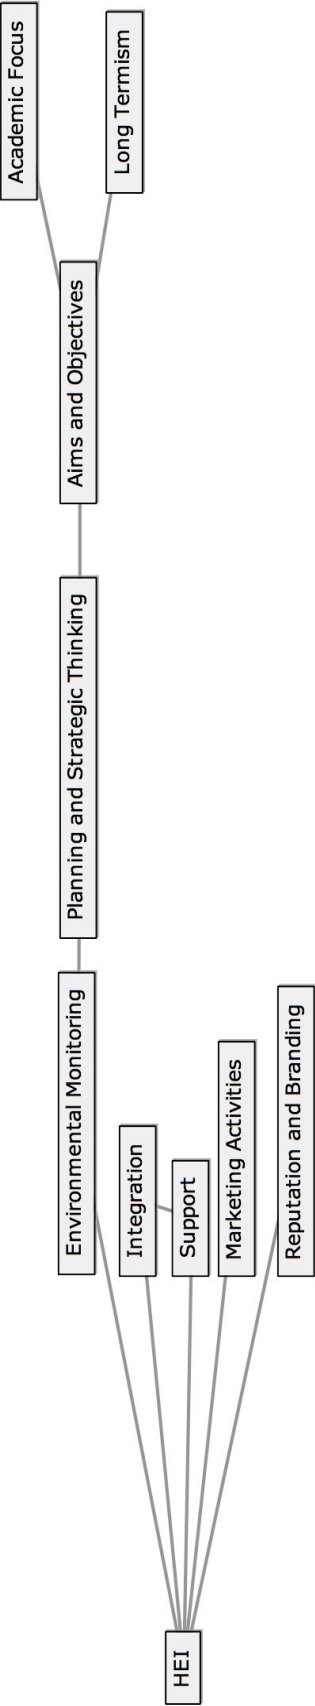 HEI
Environmental Monitoring
Integration
Support
Marketing Activities
Reputation and Branding
Planning and Strategic Thinking
Aims and Objectives
Academic Focus
Long Termism